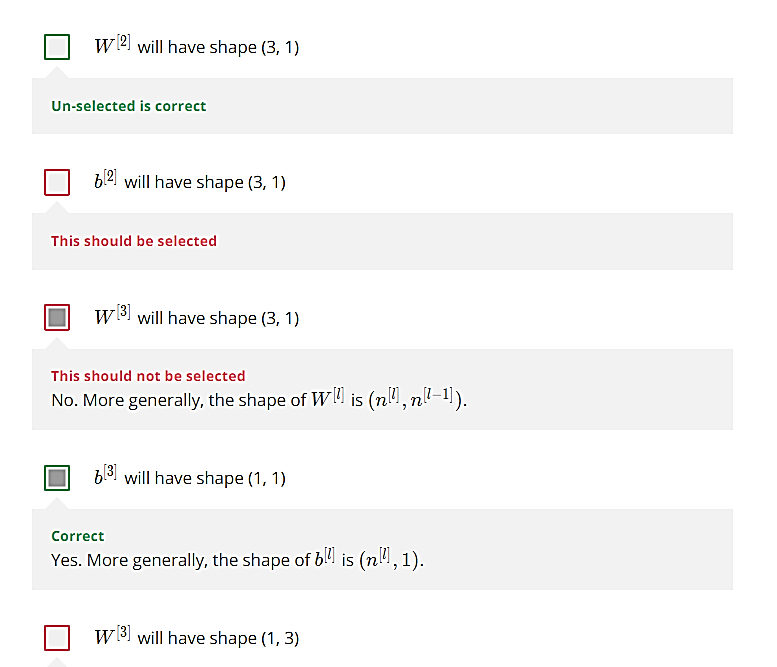 W^[2] will have shape (3, 1)
Un-selected is correct
b^[2] will have shape (3, 1)
This should be selected
W^[3] will have shape (3, 1)
This should not be selected
No. More generally, the shape of W^[l] is (n^[l], n^[l−1]).
b^[3] will have shape (1, 1)
Correct
Yes. More generally, the shape of b^[l] is (n^[l], 1).
W^[3] will have shape (1, 3)